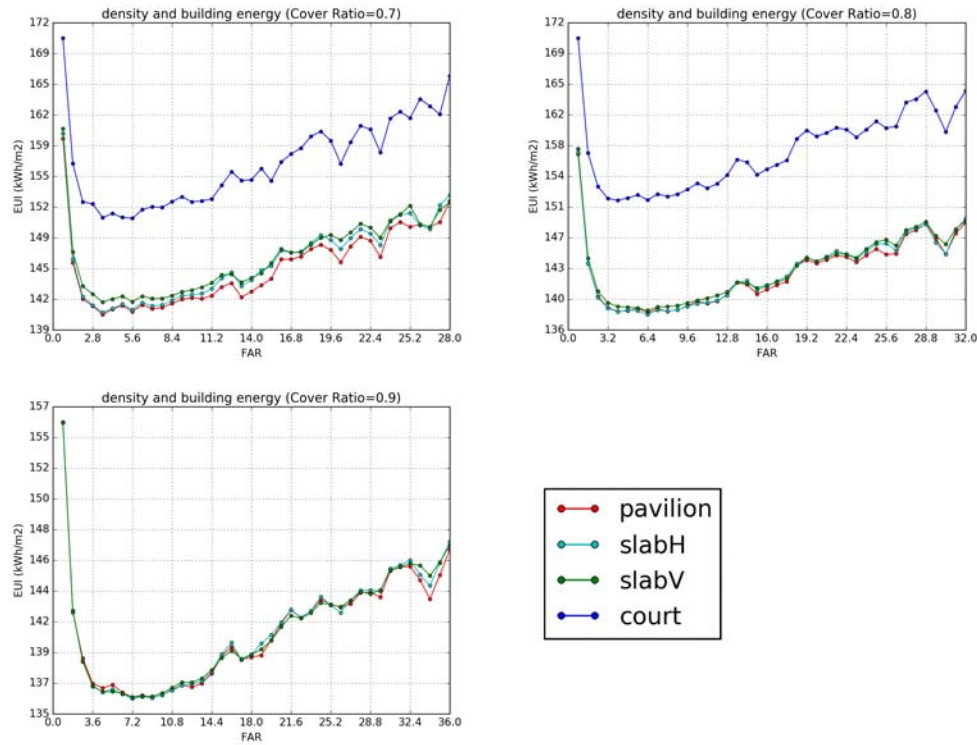 density and building energy (Cover Ratio=0.7)
172
169
165
162
159
155
152
149
145
142
139
EUI (kWh/m2)
0.0 2.8 5.6 8.4 11.2 14.0 16.8 19.6 22.4 25.2 28.0
FAR
density and building energy (Cover Ratio=0.8)
172
169
165
162
158
154
151
147
143
140
136
EUI (kWh/m2)
0.0 3.2 6.4 9.6 12.8 16.0 19.2 22.4 25.6 28.8 32.0
FAR
density and building energy (Cover Ratio=0.9)
157
155
152
150
148
146
144
142
139
137
135
EUI (kWh/m2)
0.0 3.6 7.2 10.8 14.4 18.0 21.6 25.2 28.8 32.4 36.0
FAR
pavilion
slabH
slabV
court